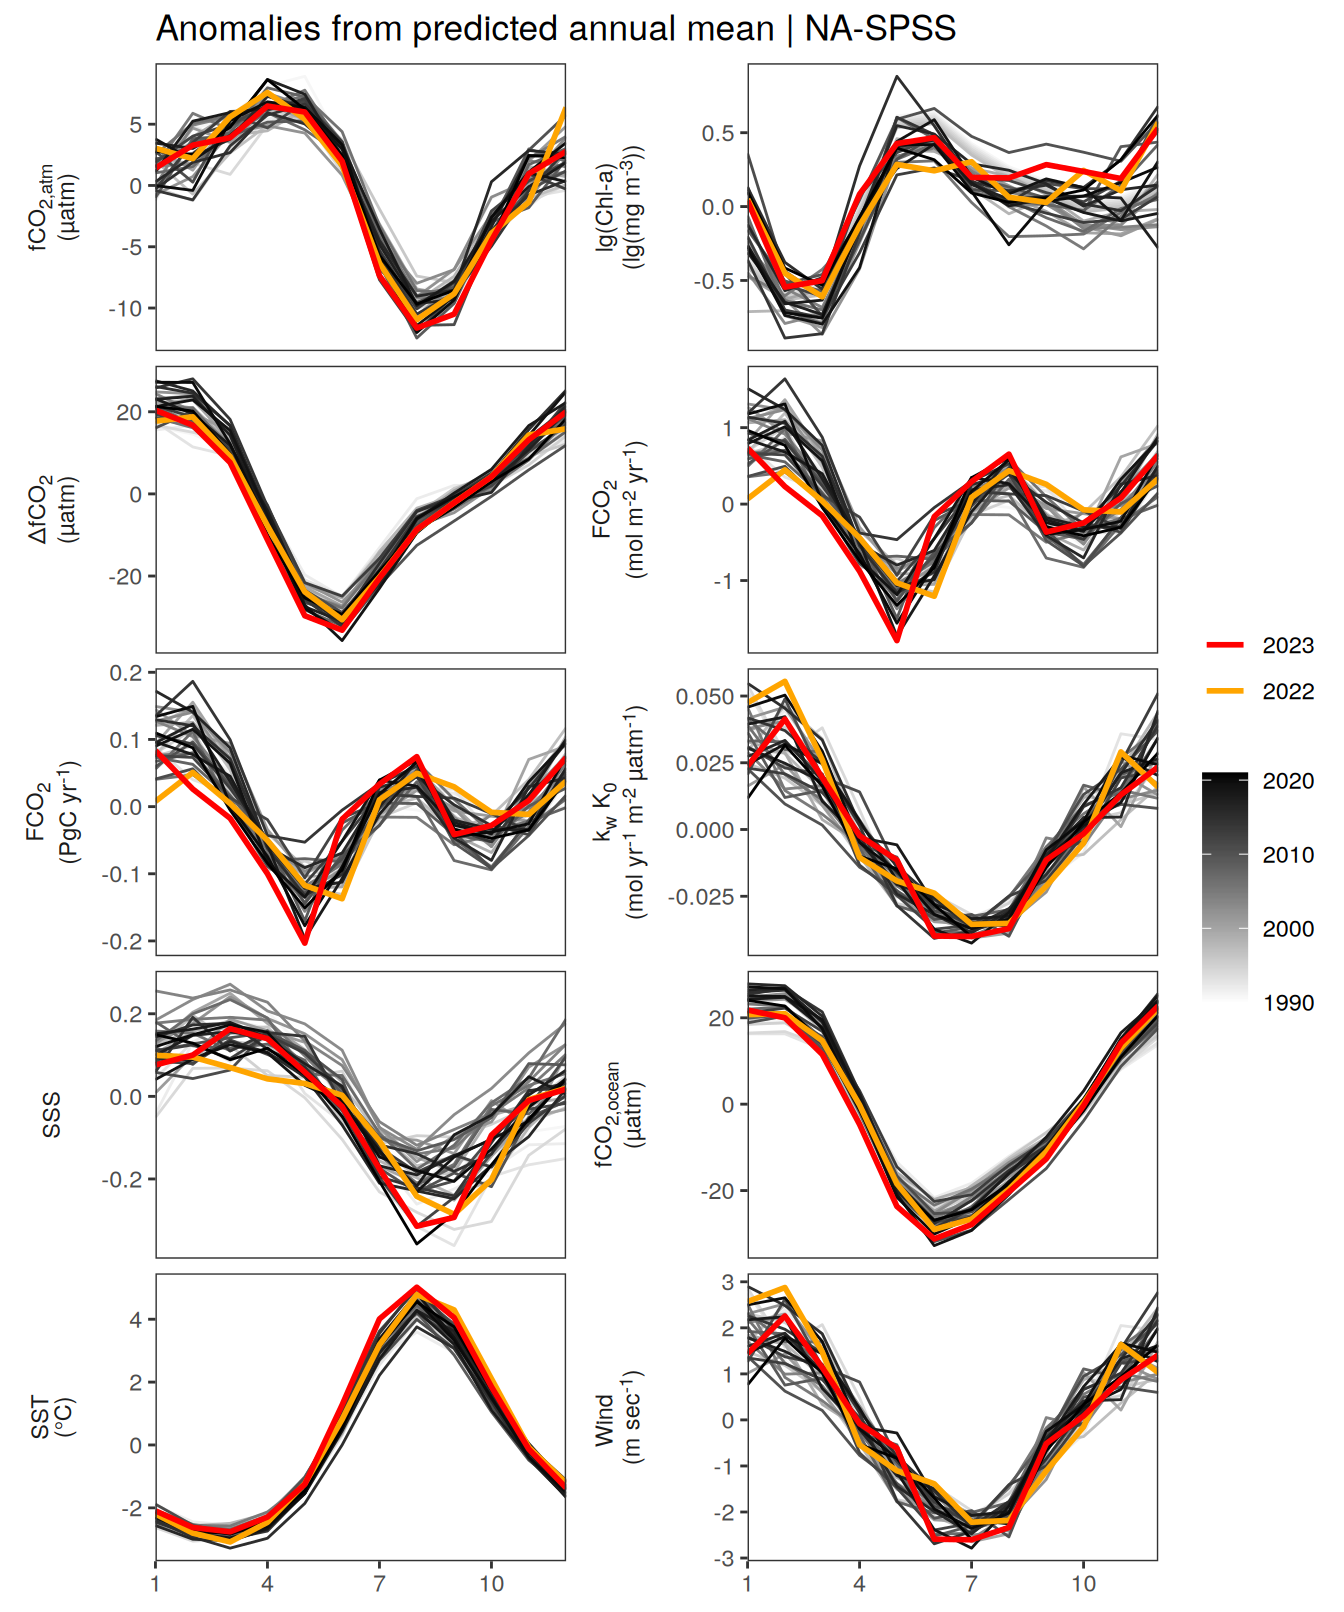 Anomalies from predicted annual mean | NA-SPSS
fCO2,atm
(µatm)
5
0
-5
-10
lg(Chl-a)
(lg(mg m-3))
0.5
0.0
-0.5
ΔfCO2
(µatm)
20
0
-20
FCO2
(mol m-2 yr-1)
1
0
-1
FCO2
(PgC yr-1)
0.2
0.1
0.0
-0.1
-0.2
kw K0
(mol yr-1 m-2 µatm-1)
0.050
0.025
0.000
-0.025
SSS
0.2
0.0
-0.2
fCO2,ocean
(µatm)
20
0
-20
SST
(°C)
4
2
0
-2
1 4 7 10
Wind
(m sec-1)
3
2
1
0
-1
-2
-3
1 4 7 10
2023
2022
2020
2010
2000
1990